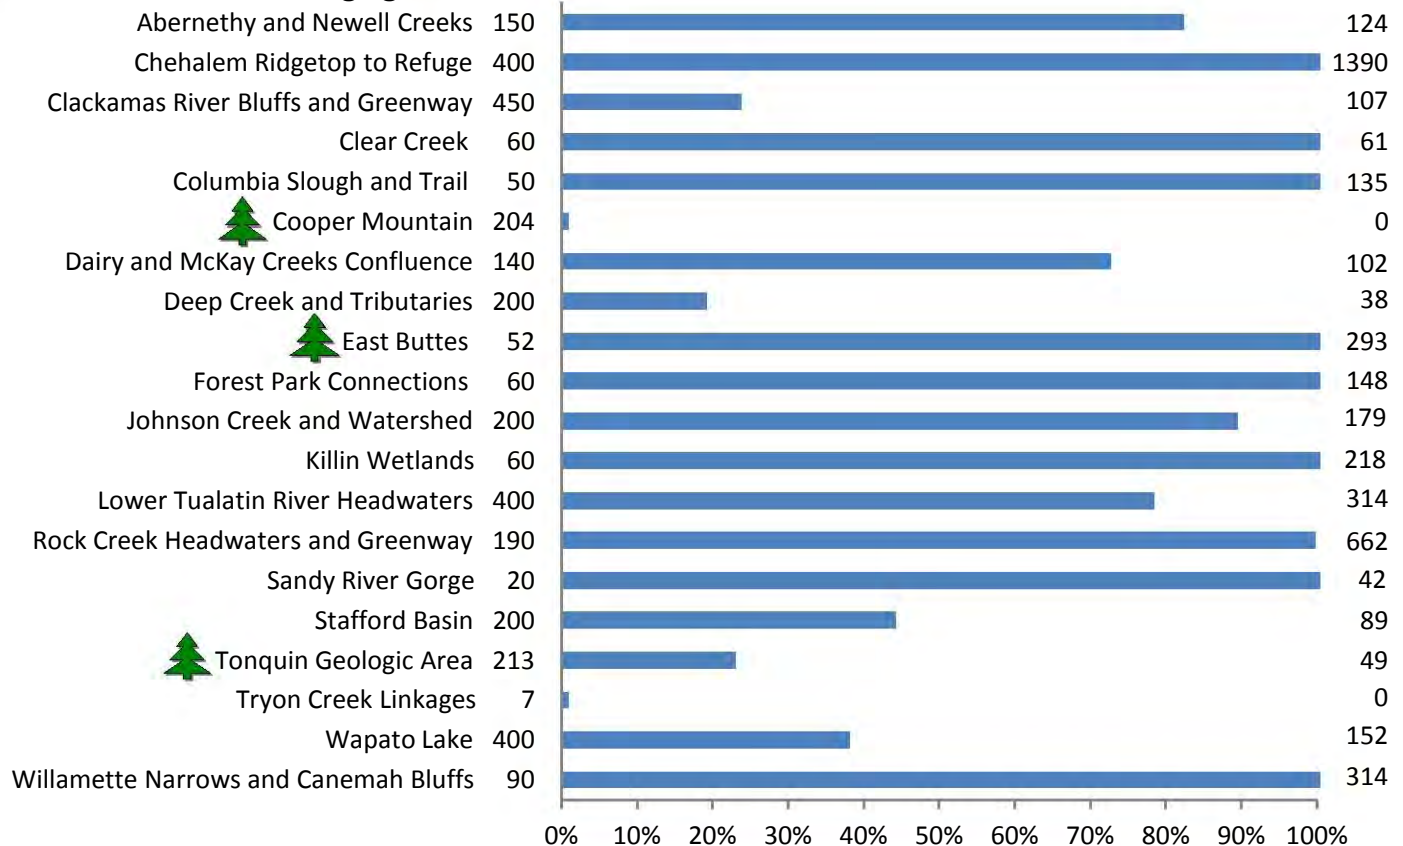 Abernethy and Newell Creeks 150 124
Chehalem Ridgetop to Refuge 400 1390
Clackamas River Bluffs and Greenway 450 107
Clear Creek 60 61
Columbia Slough and Trail 50 135
Cooper Mountain 204 0
Dairy and McKay Creeks Confluence 140 102
Deep Creek and Tributaries 200 38
East Buttes 52 293
Forest Park Connections 60 148
Johnson Creek and Watershed 200 179
Killin Wetlands 60 218
Lower Tualatin River Headwaters 400 314
Rock Creek Headwaters and Greenway 190 662
Sandy River Gorge 20 42
Stafford Basin 200 89
Tonquin Geologic Area 213 49
Tryon Creek Linkages 7 0
Wapato Lake 400 152
Willamette Narrows and Canemah Bluffs 90 314
0% 10% 20% 30% 40% 50% 60% 70% 80% 90% 100%